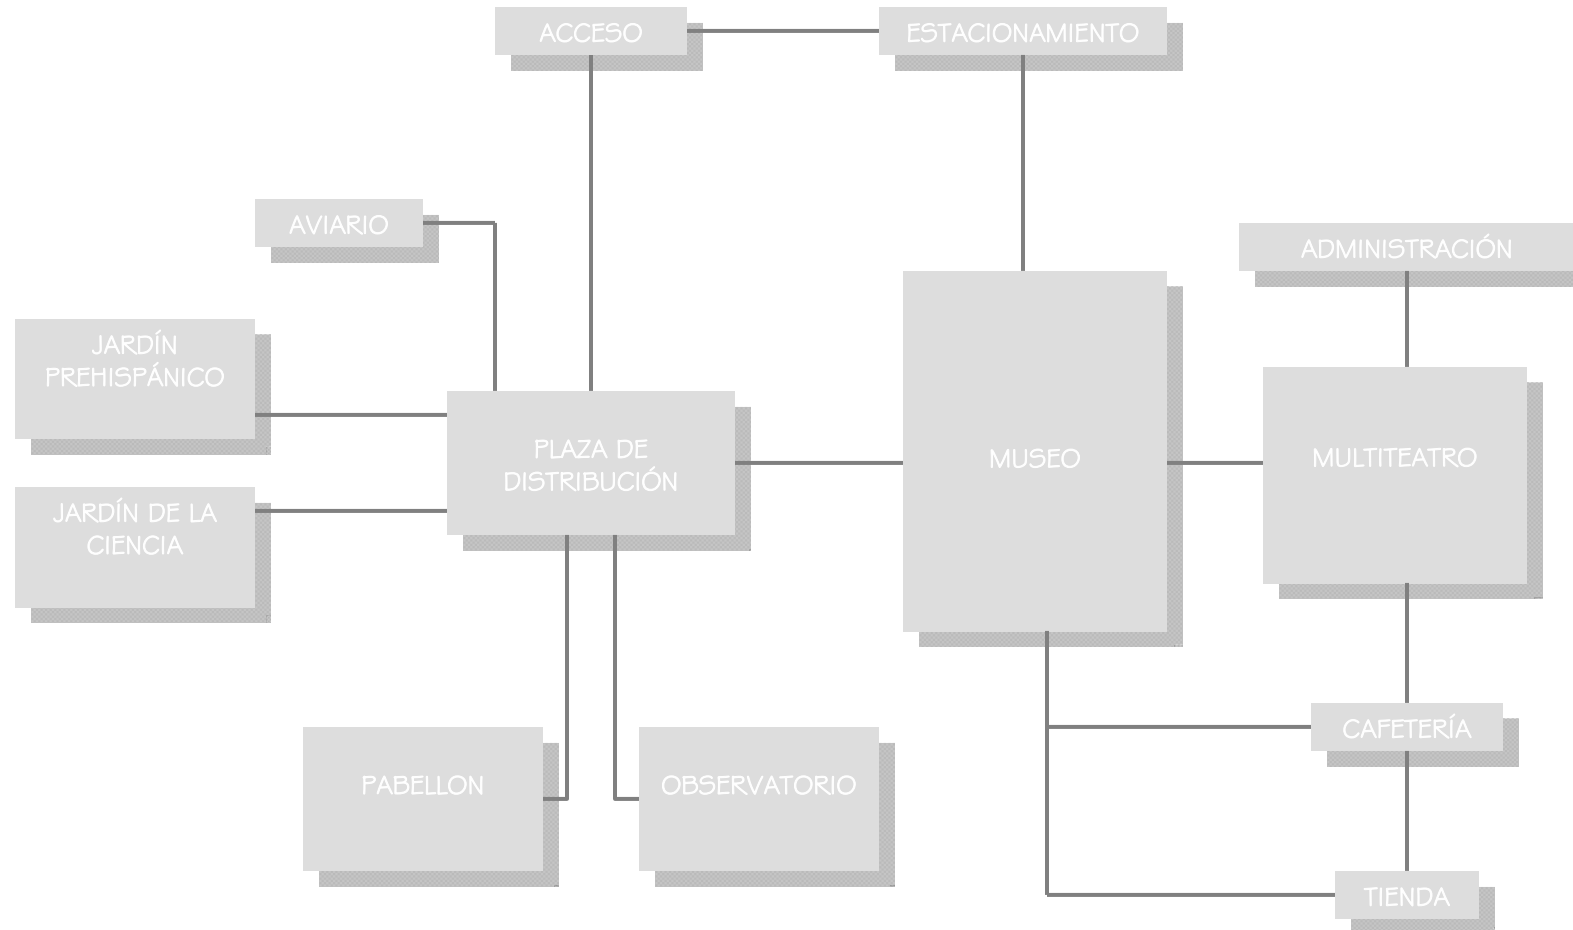 ACCESO
ESTACIONAMIENTO
AVIARIO
ADMINISTRACIÓN
JARDÍN
PREHISPÁNICO
PLAZA DE
DISTRIBUCIÓN
MUSEO
MULTITEATRO
JARDÍN DE LA
CIENCIA
CAFETERÍA
PABELLON
OBSERVATORIO
TIENDA